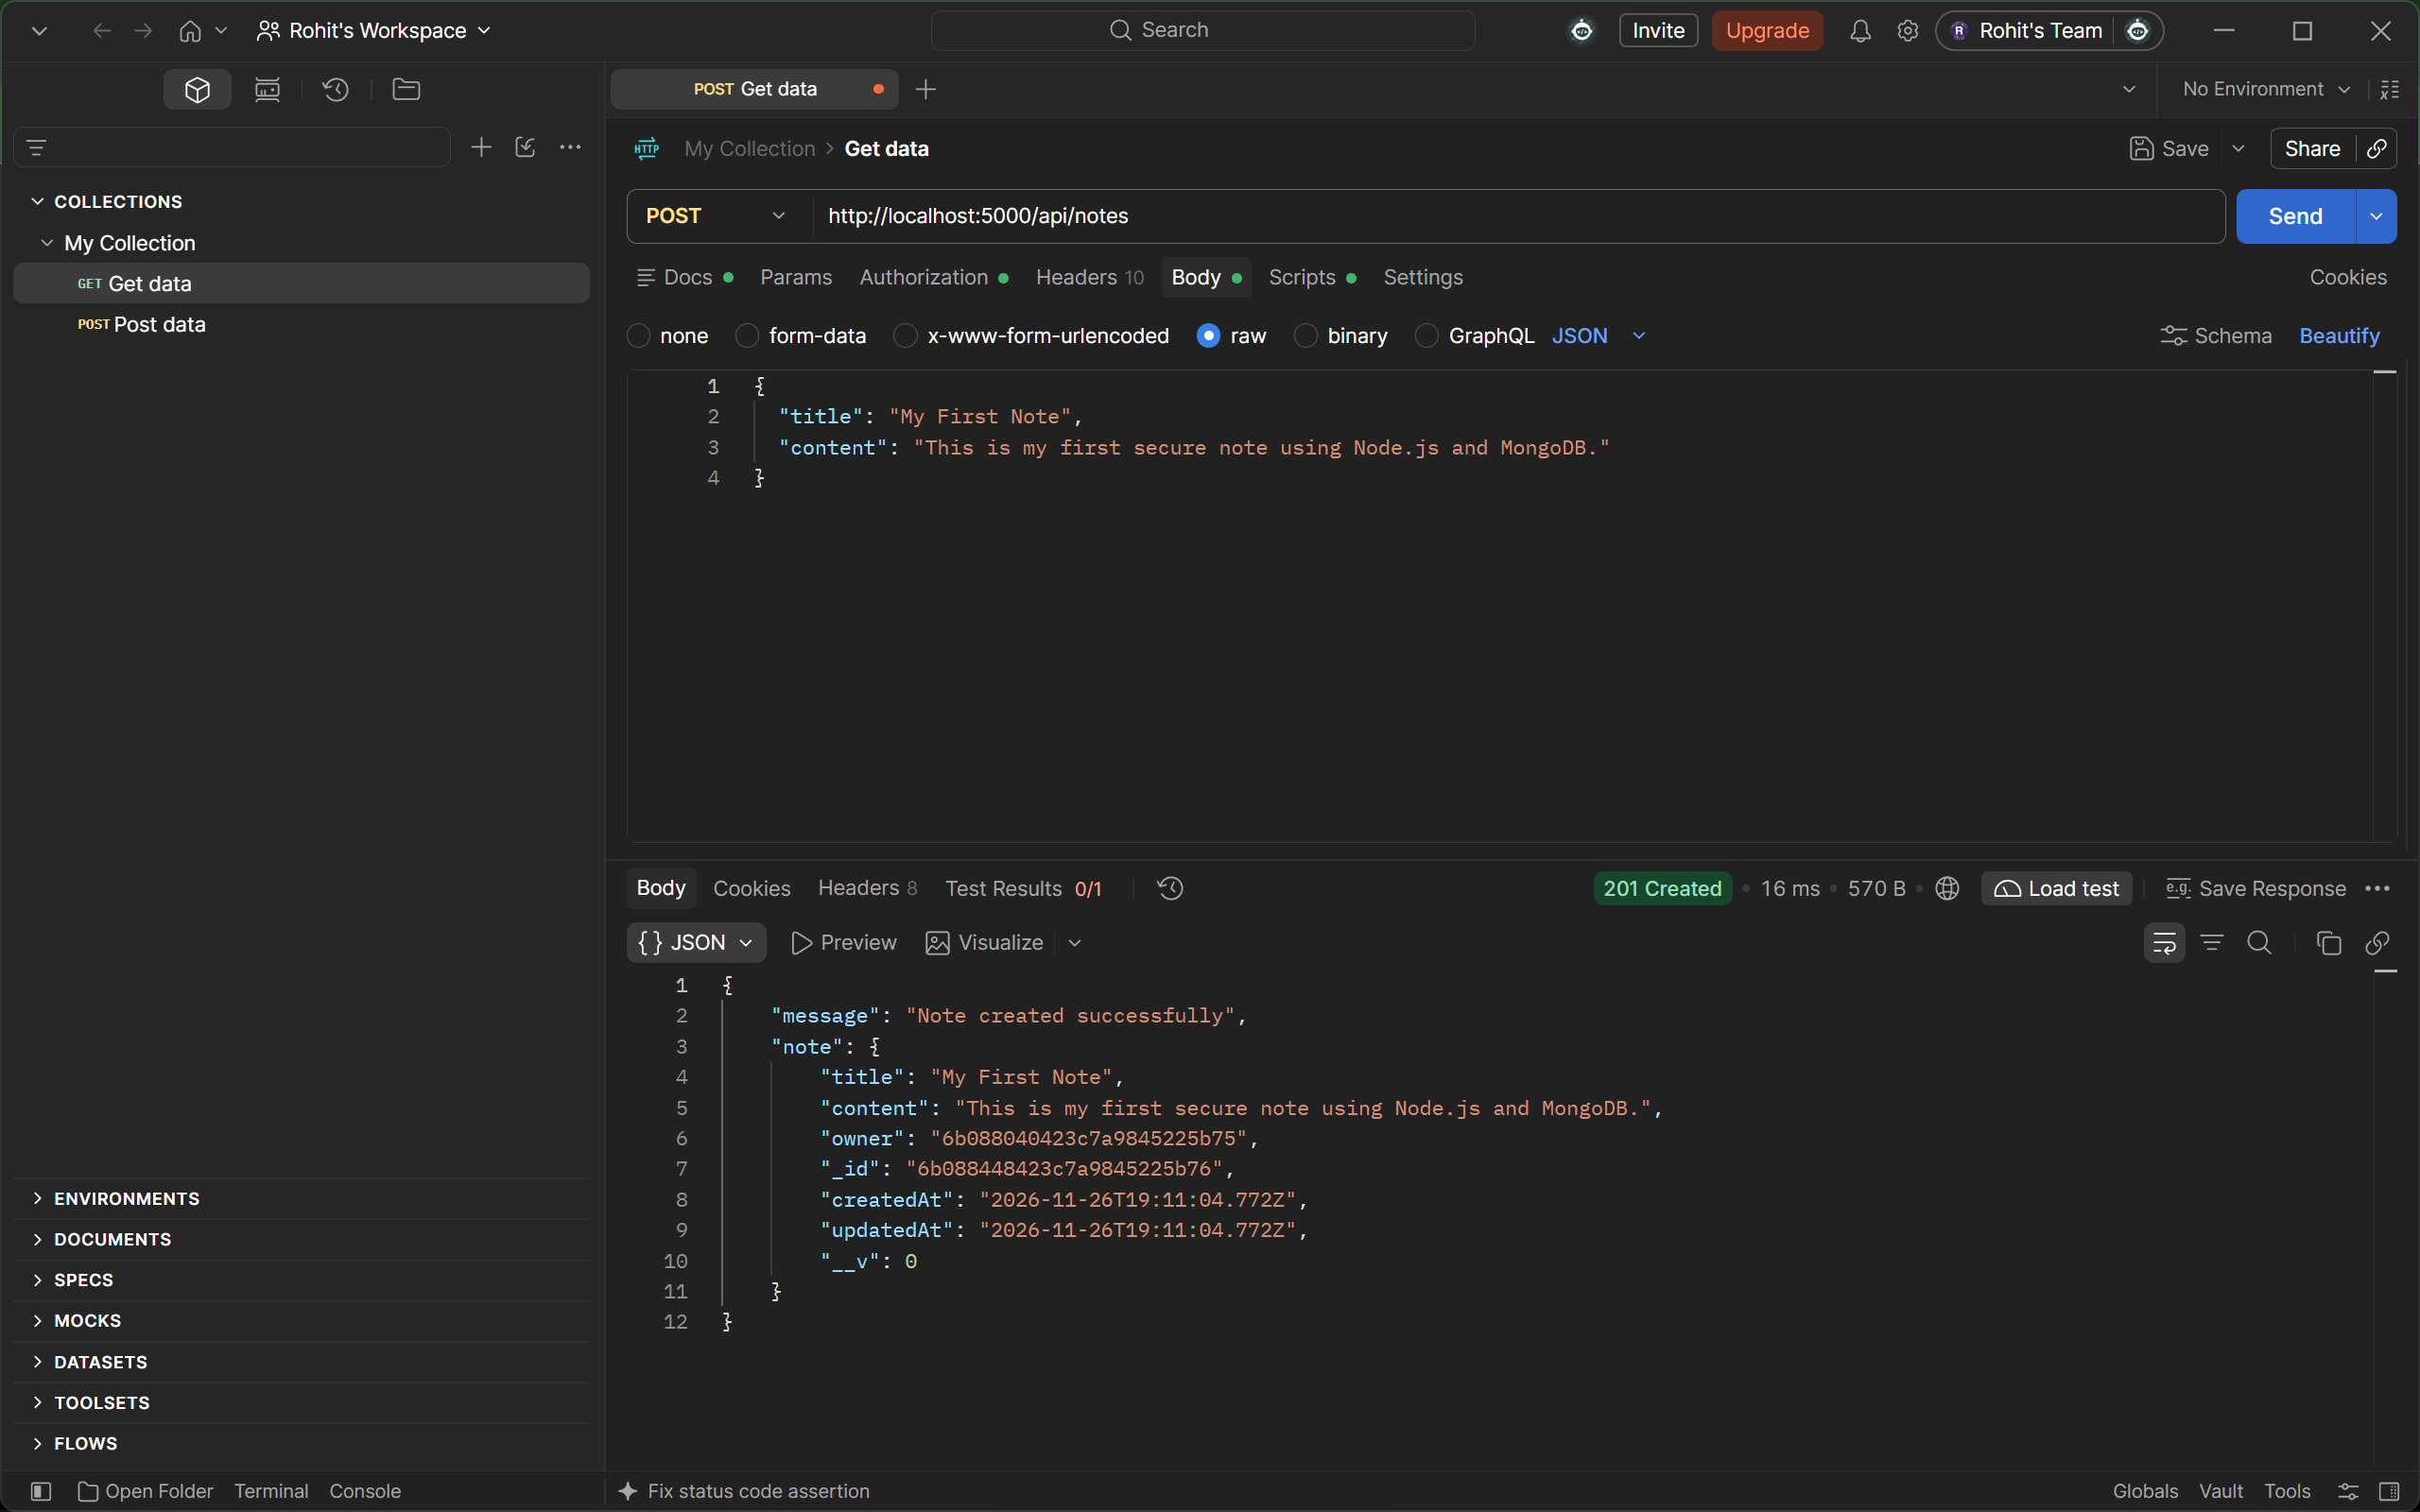 Rohit's Workspace
Search
Invite
Upgrade
R Rohit's Team
POST Get data
No Environment
COLLECTIONS
My Collection
GET Get data
POST Post data
HTTP My Collection > Get data
Save
Share
POST http://localhost:5000/api/notes
Send
Docs Params Authorization Headers 10 Body Scripts Settings
Cookies
none form-data x-www-form-urlencoded raw binary GraphQL JSON
Schema Beautify
1 {
2 "title": "My First Note",
3 "content": "This is my first secure note using Node.js and MongoDB."
4 }
Body Cookies Headers 8 Test Results 0/1
201 Created • 16 ms • 570 B
Load test
e.g. Save Response
{} JSON Preview Visualize
1 {
2 "message": "Note created successfully",
3 "note": {
4 "title": "My First Note",
5 "content": "This is my first secure note using Node.js and MongoDB.",
6 "owner": "6b088040423c7a9845225b75",
7 "_id": "6b088448423c7a9845225b76",
8 "createdAt": "2026-11-26T19:11:04.772Z",
9 "updatedAt": "2026-11-26T19:11:04.772Z",
10 "__v": 0
11 }
12 }
ENVIRONMENTS
DOCUMENTS
SPECS
MOCKS
DATASETS
TOOLSETS
FLOWS
Open Folder Terminal Console
Fix status code assertion
Globals Vault Tools